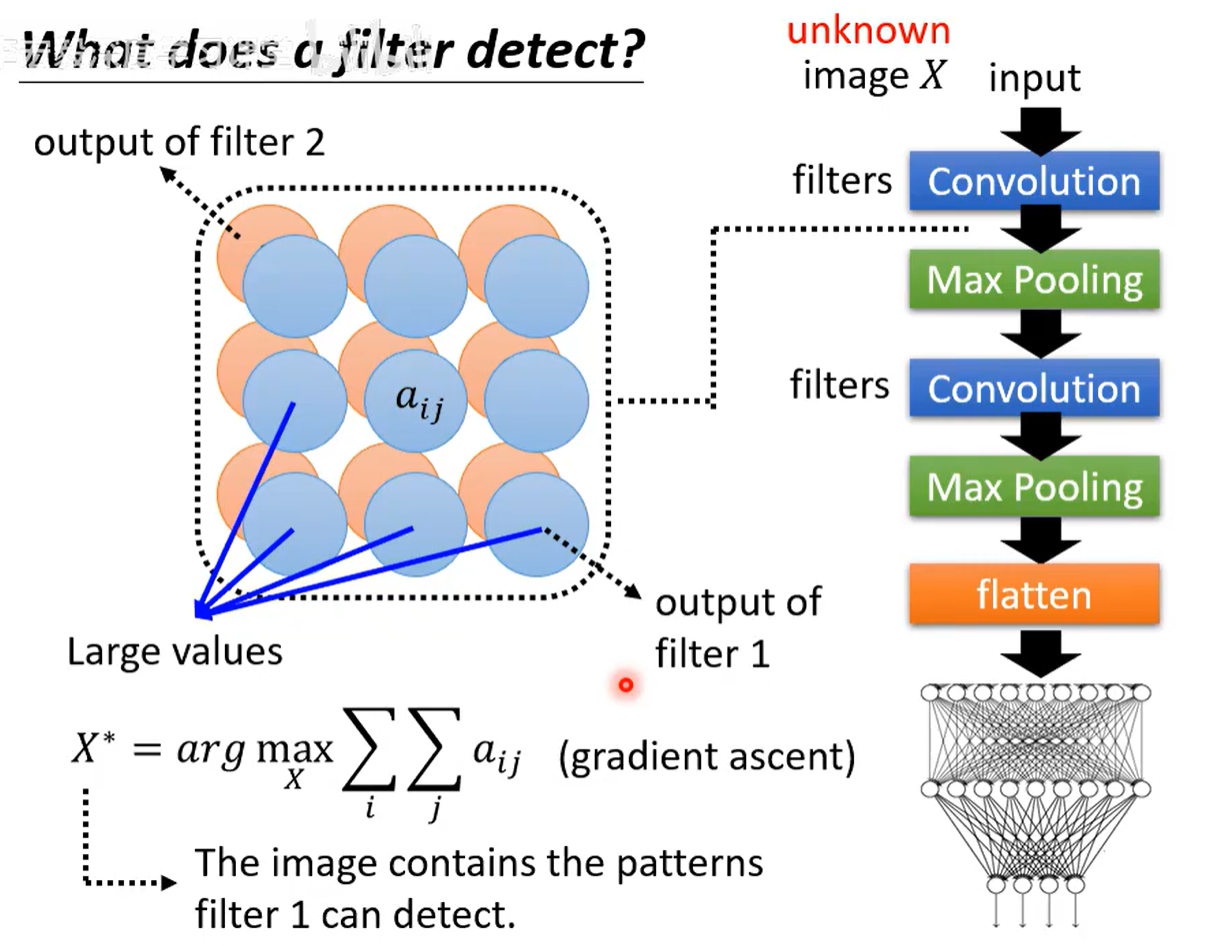 What does a filter detect?
unknown
image X input
output of filter 2
filters Convolution
Max Pooling
filters Convolution
a_{ij}
Max Pooling
flatten
output of
filter 1
Large values
X* = arg max_X ∑_i ∑_j a_{ij} (gradient ascent)
The image contains the patterns
filter 1 can detect.